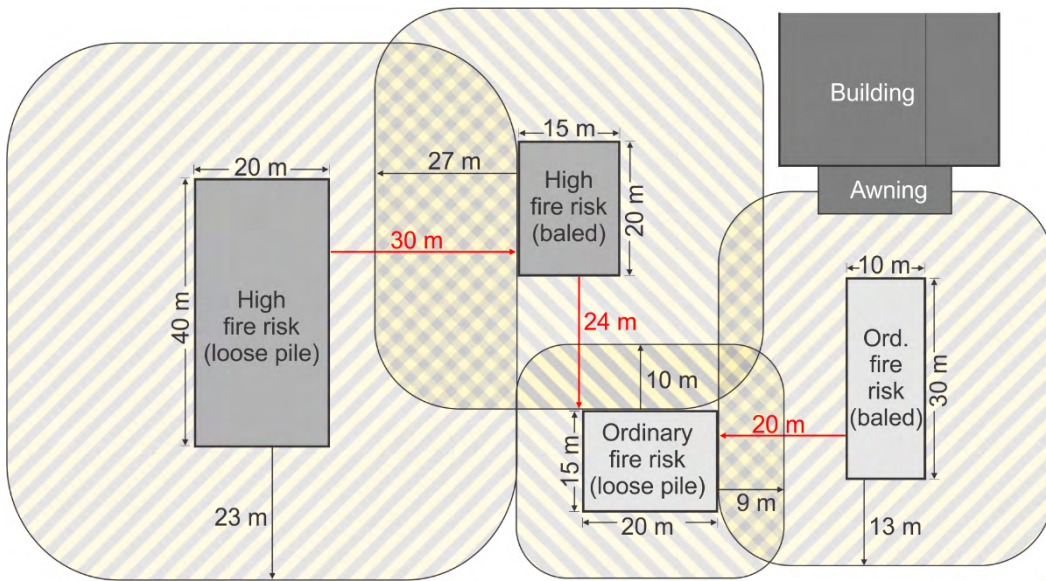 Building
Awning
15 m
27 m
High
fire risk
(baled)
20 m
20 m
30 m
40 m
High
fire risk
(loose pile)
10 m
24 m
Ord.
fire
risk
(baled)
30 m
10 m
20 m
15 m
Ordinary
fire risk
(loose pile)
9 m
20 m
23 m
13 m